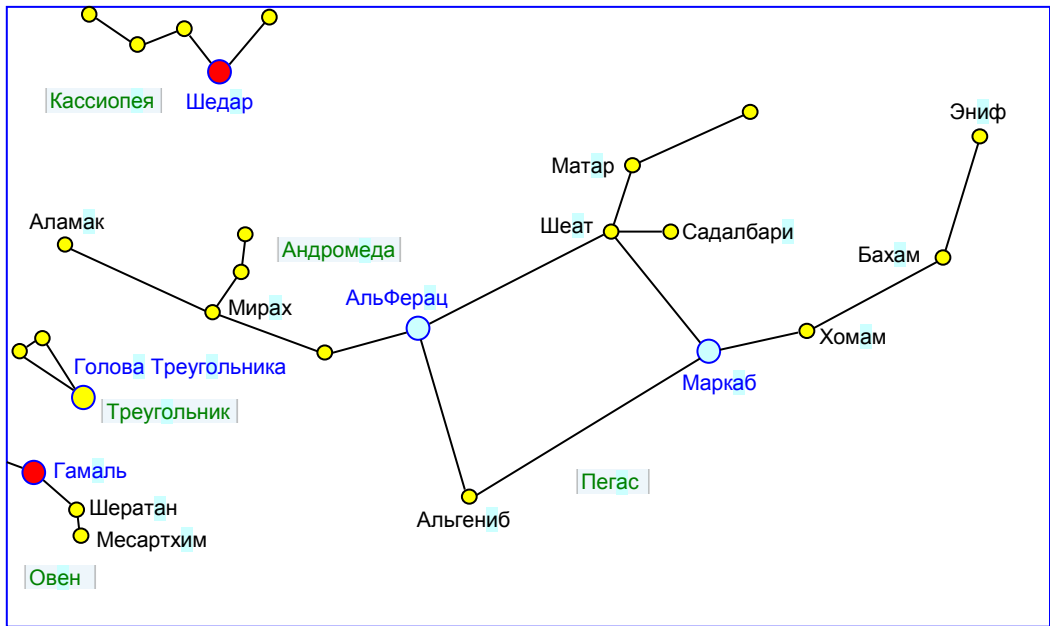 Кассиопея
Шедар
Эниф
Матар
Аламак
Шеат
Садалбари
Андромеда
Бахам
АльФерац
Мирах
Хомам
Голова Треугольника
Маркаб
Треугольник
Гамаль
Пегас
Шератан
Альгениб
Месартхим
Овен